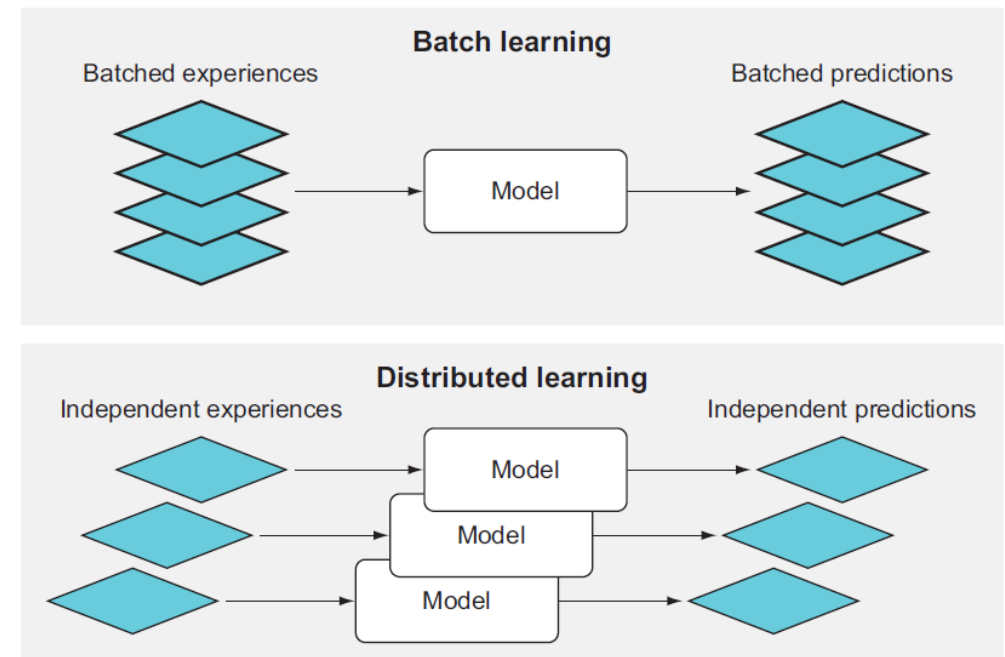 Batch learning
Batched experiences
Batched predictions
Model
Distributed learning
Independent experiences
Independent predictions
Model
Model
Model